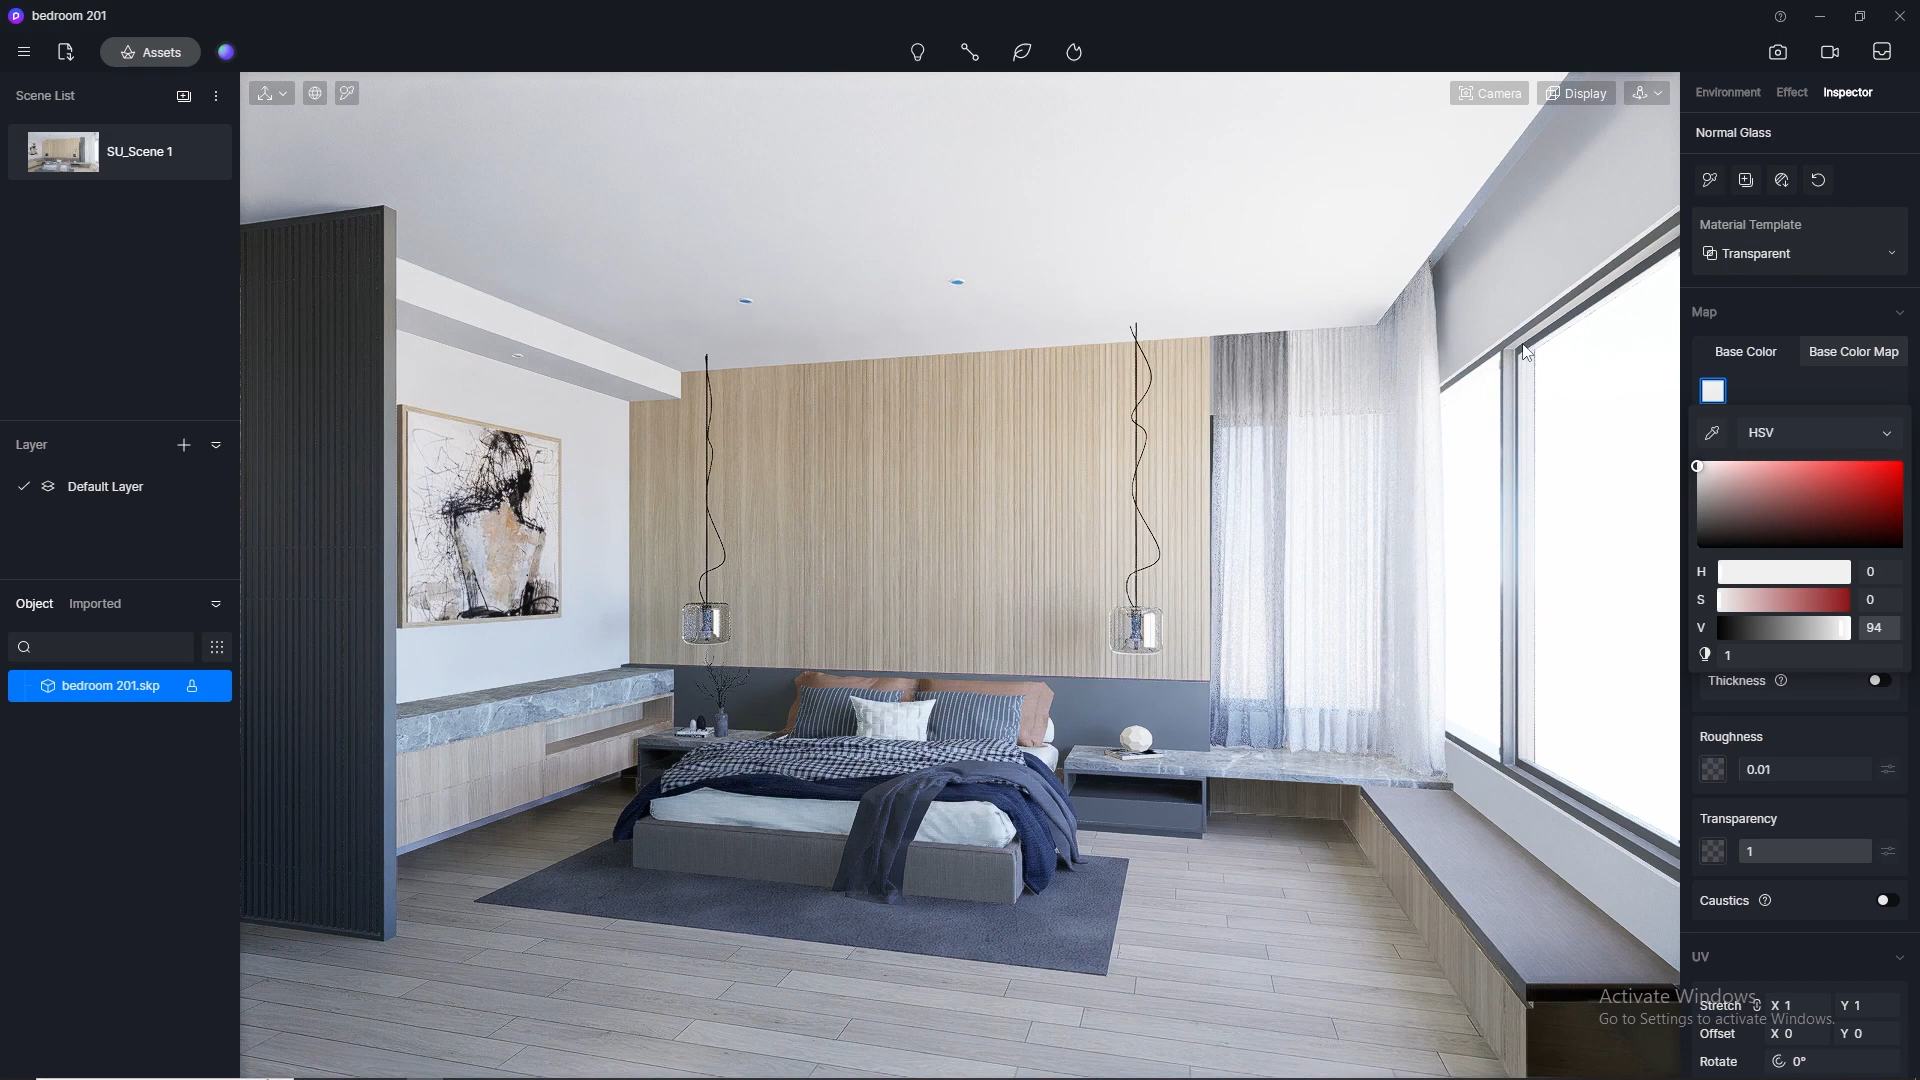 bedroom 201
Assets
Scene List
SU_Scene 1
Layer
Default Layer
Object
Imported
bedroom 201.skp
Camera
Display
Environment
Effect
Inspector
Normal Glass
Material Template
Transparent
Map
Base Color
Base Color Map
HSV
H
0
S
0
V
94
1
Thickness
Roughness
0.01
Transparency
1
Caustics
UV
Stretch
X 1
Y 1
Offset
X 0
Y 0
Rotate
0°
Activate Windows
Go to Settings to activate Windows.